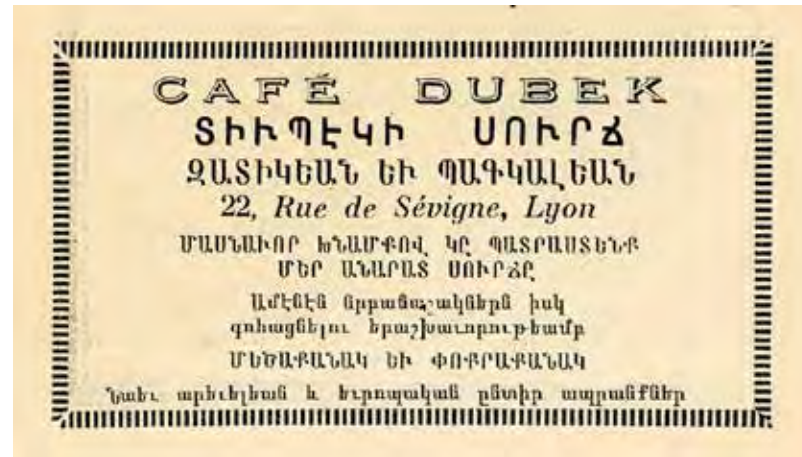 CAFÉ DUBEK
ՏԻՒՊԷԿԻ ՍՈՒՐՃ
ԶԱՏԻԿԵԱՆ ԵՒ ՊԱԳԿԱԼԵԱՆ
22, Rue de Sévigne, Lyon
ՄԱՍՆԱՒՈՐ ԽՆԱՄՔՈՎ ԿԸ ՊԱՏՐԱՍՏԵՆՔ
ՄԵՐ ԱՆԱՐԱՏ ՍՈՒՐՃԸ
Ամէնէն նրբաճաշակներն իսկ
գոհացնելու երաշխաւորութեամբ
ՄԵԾԱՔԱՆԱԿ ԵՒ ՓՈՔՐԱՔԱՆԱԿ
Նաեւ արեւելեան և եւրոպական ընտիր ապրանքներ